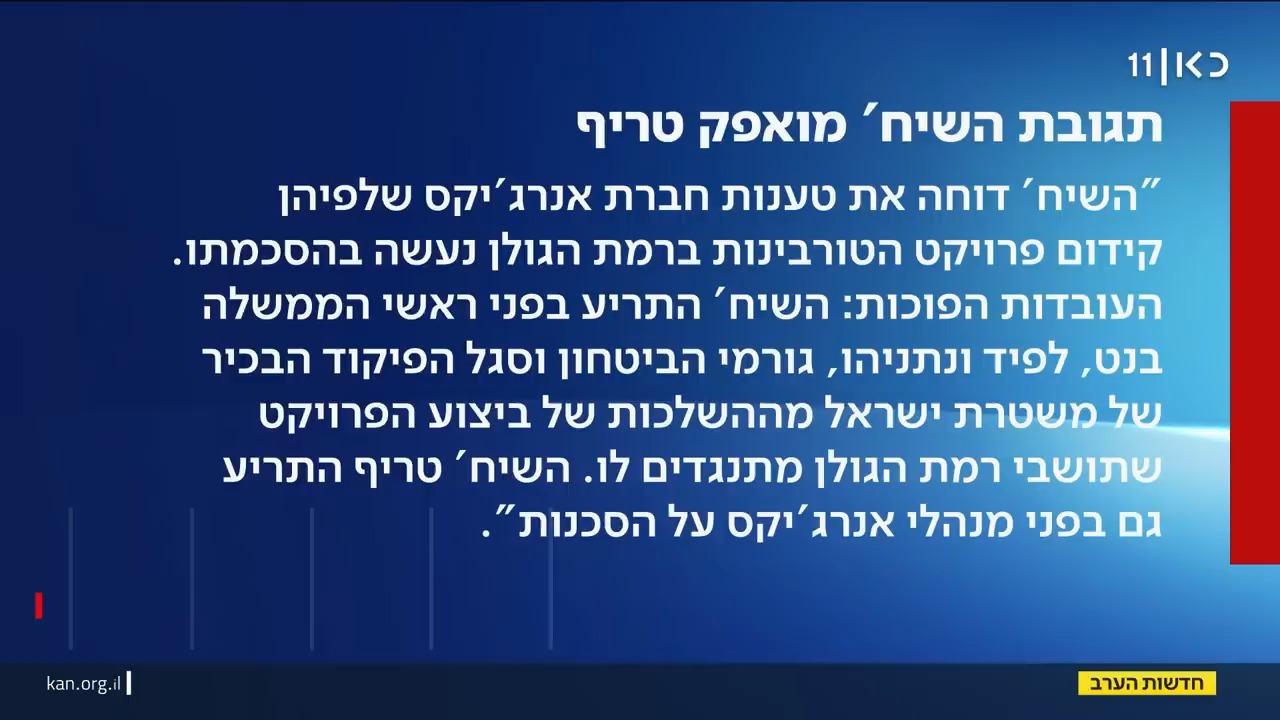 כאן 11
תגובת השיח׳ מואפק טריף
״השיח׳ דוחה את טענות חברת אנרג׳יקס שלפיהן
קידום פרויקט הטורבינות ברמת הגולן נעשה בהסכמתו.
העובדות הפוכות: השיח׳ התריע בפני ראשי הממשלה
בנט, לפיד ונתניהו, גורמי הביטחון וסגל הפיקוד הבכיר
של משטרת ישראל מההשלכות של ביצוע הפרויקט
שתושבי רמת הגולן מתנגדים לו. השיח׳ טריף התריע
גם בפני מנהלי אנרג׳יקס על הסכנות״.
חדשות הערב
kan.org.il